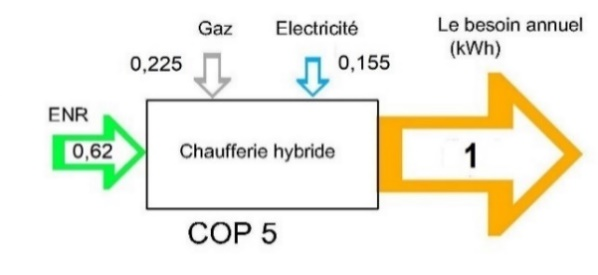 Gaz
Electricité
Le besoin annuel
(kWh)
0,225
0,155
ENR
0,62
Chaufferie hybride
1
COP 5